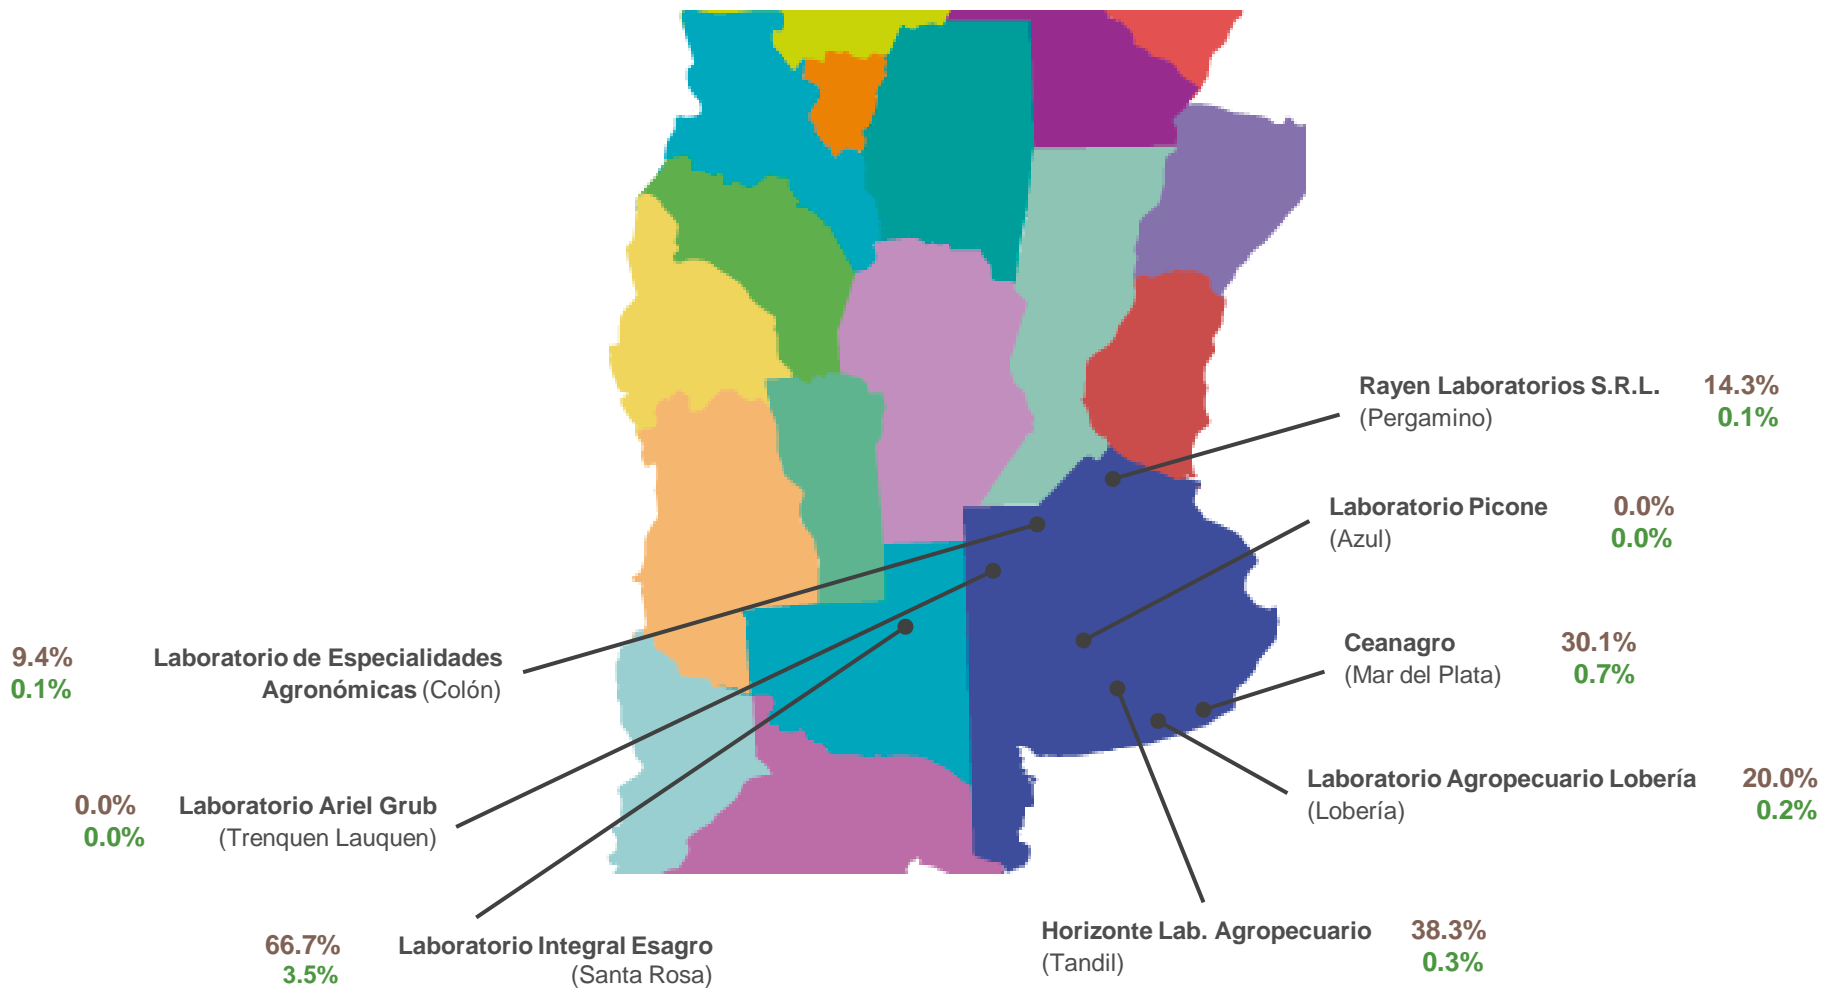 Rayen Laboratorios S.R.L. 14.3%
(Pergamino) 0.1%
Laboratorio Picone 0.0%
(Azul) 0.0%
Ceanagro 30.1%
(Mar del Plata) 0.7%
9.4% Laboratorio de Especialidades
0.1% Agronómicas (Colón)
Laboratorio Agropecuario Lobería 20.0%
(Lobería) 0.2%
0.0% Laboratorio Ariel Grub
0.0% (Trenquen Lauquen)
Horizonte Lab. Agropecuario 38.3%
(Tandil) 0.3%
66.7% Laboratorio Integral Esagro
3.5% (Santa Rosa)